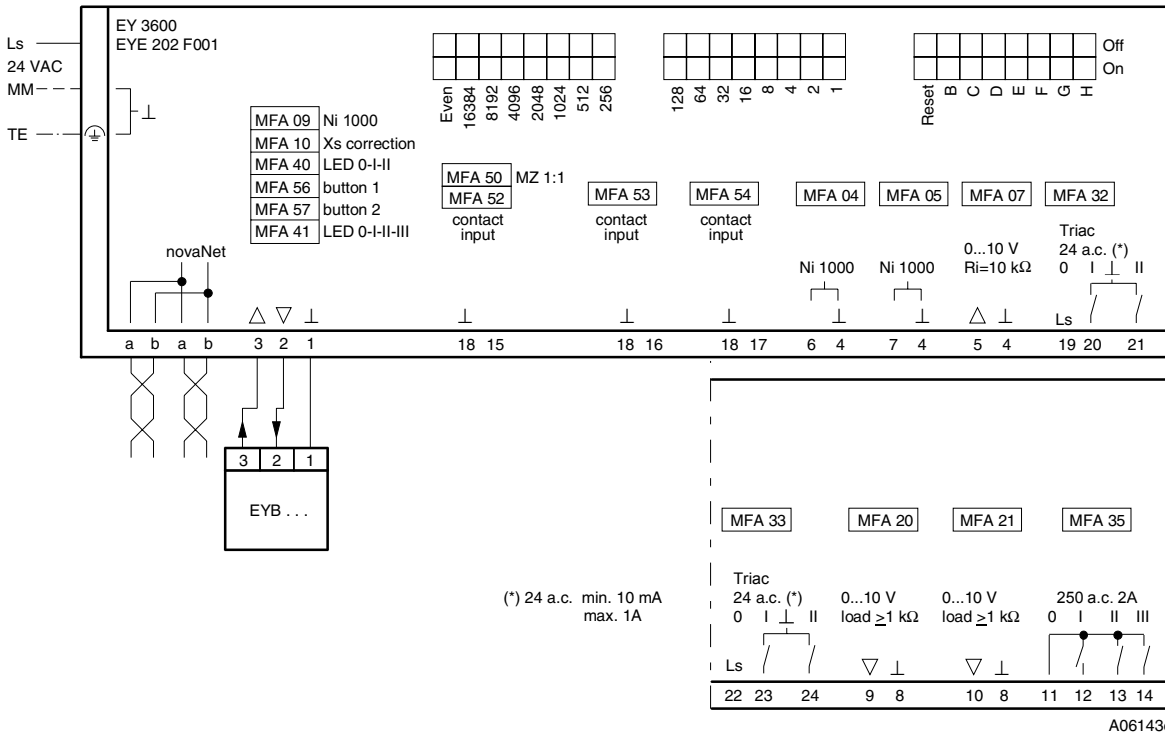 EY 3600
EYE 202 F001
Ls
24 VAC
MM
TE
⊥
Off
On
Even
16384
8192
4096
2048
1024
512
256
128
64
32
16
8
4
2
1
Reset
B
C
D
E
F
G
H
MFA 09 Ni 1000
MFA 10 Xs correction
MFA 40 LED 0-I-II
MFA 56 button 1
MFA 57 button 2
MFA 41 LED 0-I-II-III
MFA 50 MZ 1:1
MFA 52
contact
input
MFA 53
contact
input
MFA 54
contact
input
MFA 04
Ni 1000
MFA 05
Ni 1000
MFA 07
0...10 V
Ri=10 kΩ
MFA 32
Triac
24 a.c. (*)
0 I ⊥ II
Ls
novaNet
△ ▽ ⊥ ⊥ ⊥ ⊥ ⊥ ⊥ △ ⊥
a b a b 3 2 1 18 15 18 16 18 17 6 4 7 4 5 4 19 20 21
3 2 1
EYB . . .
(*) 24 a.c. min. 10 mA
max. 1A
MFA 33
Triac
24 a.c. (*)
0 I ⊥ II
Ls
MFA 20
0...10 V
load >1 kΩ
▽ ⊥
MFA 21
0...10 V
load >1 kΩ
▽ ⊥
MFA 35
250 a.c. 2A
0 I II III
22 23 24 9 8 10 8 11 12 13 14